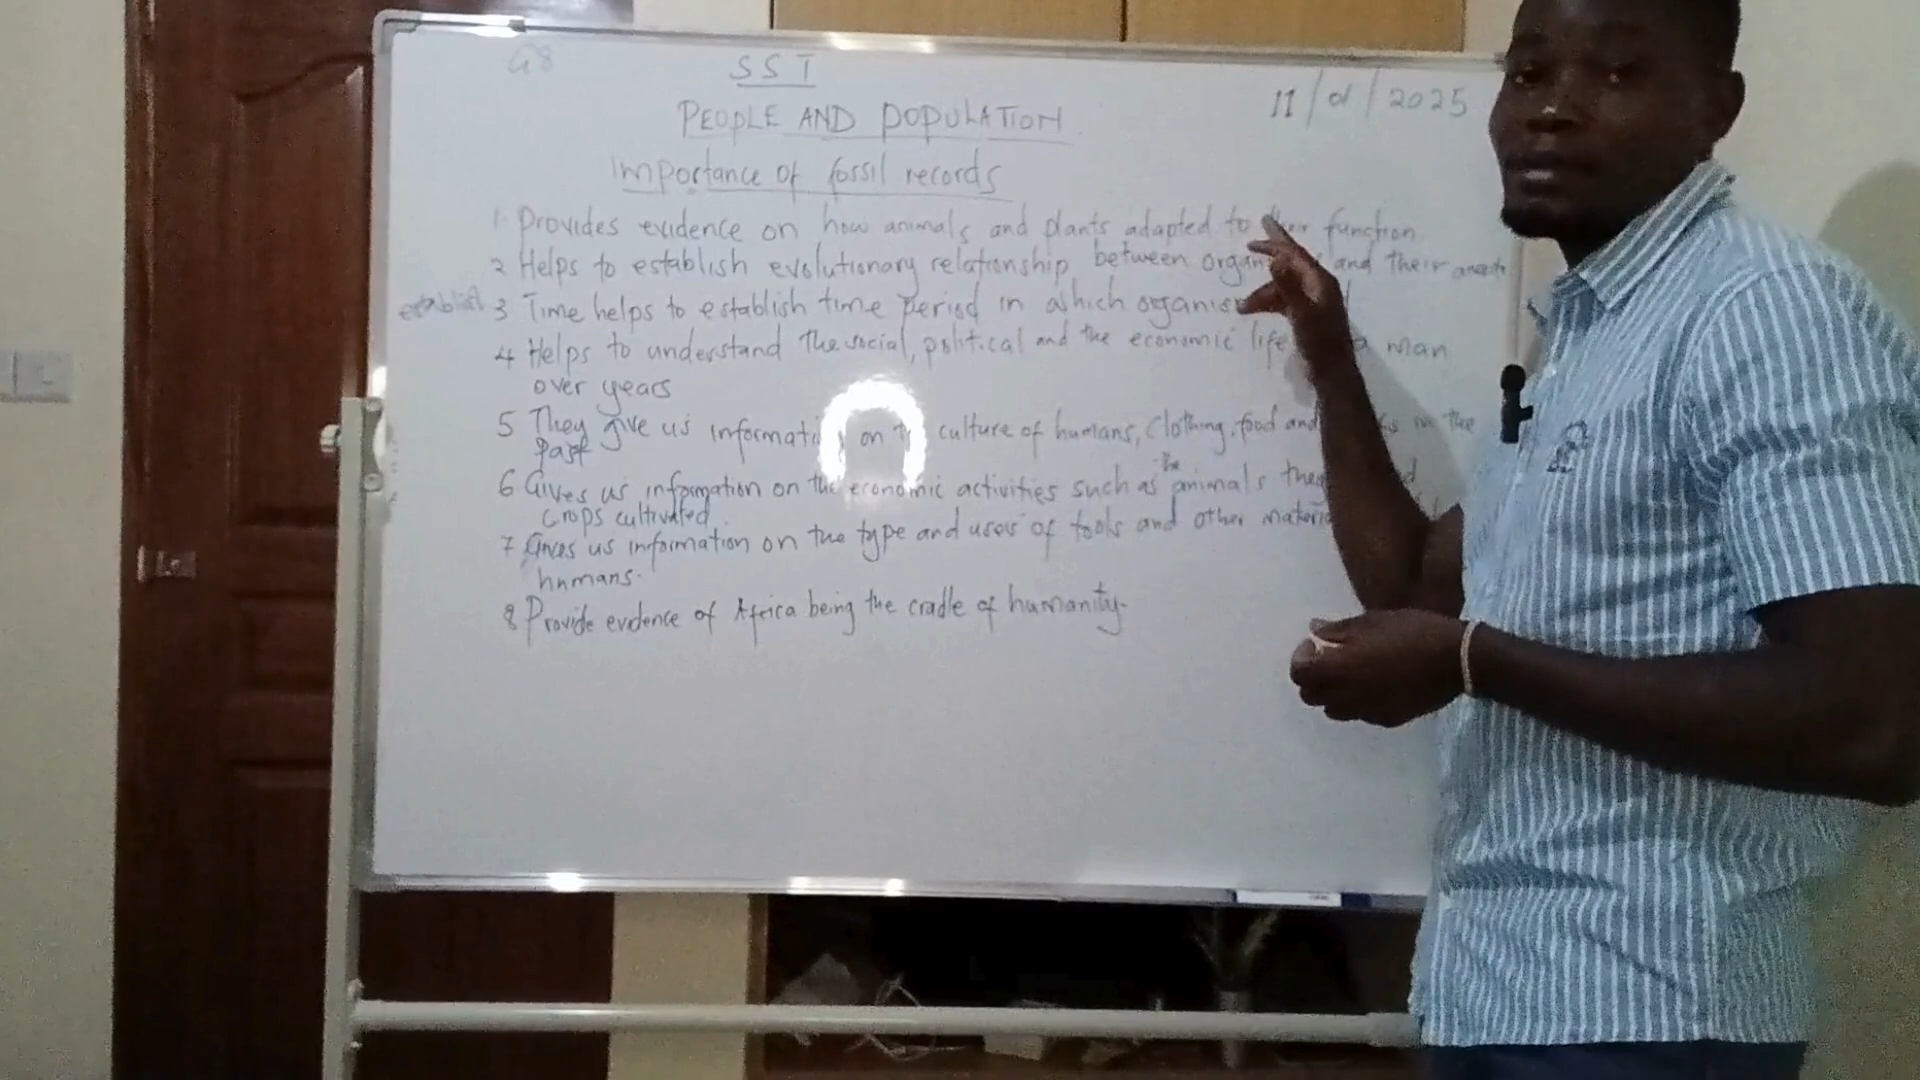 G8
SST
11/01/2025
PEOPLE AND POPULATION
Importance of fossil records
1. Provides evidence on how animals and plants adapted to their function
2 Helps to establish evolutionary relationship between and their
establish
3 Time helps to establish time period in which
4 Helps to understand the social, political and the economic life man
over years
5 They give us information on culture of humans, clothing, food and in the
past
6 Gives us information on the economic activities such as the animals they
crops cultivated
7 Gives us information on the type and uses of tools and other
humans.
8 Provide evidence of Africa being the cradle of humanity.